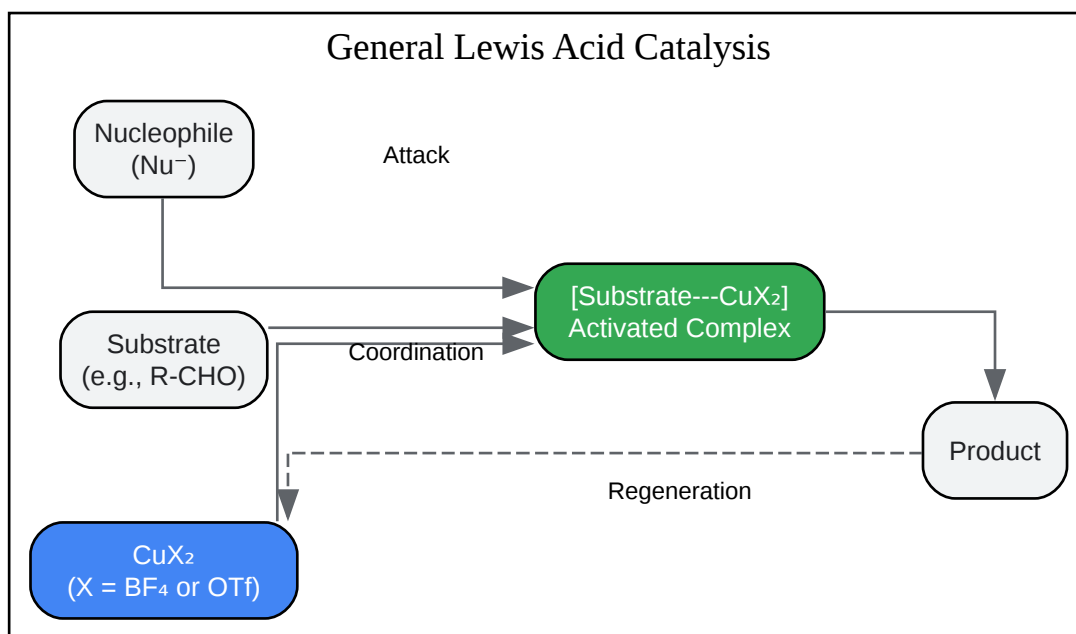 General Lewis Acid Catalysis
Nucleophile
(Nu⁻)
Attack
[Substrate---CuX₂]
Activated Complex
Substrate
(e.g., R-CHO)
Coordination
Product
Regeneration
CuX₂
(X = BF₄ or OTf)